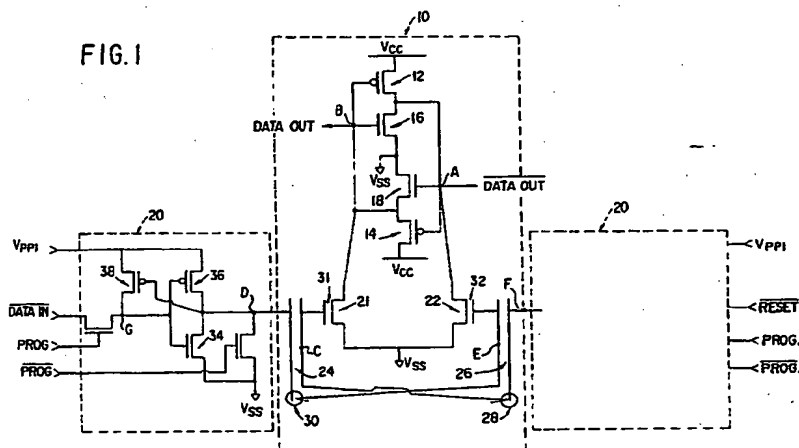 FIG.1
10
VCC
12
B
16
DATA OUT
A
VSS
DATA OUT
18
20
20
14
VPP1
VPP1
38
36
VCC
31
32
DATA IN
D
F
RESET
G
21
22
PROG
34
PROG.
C
VSS
E
PROG
24
26
PROG.
VSS
30
28